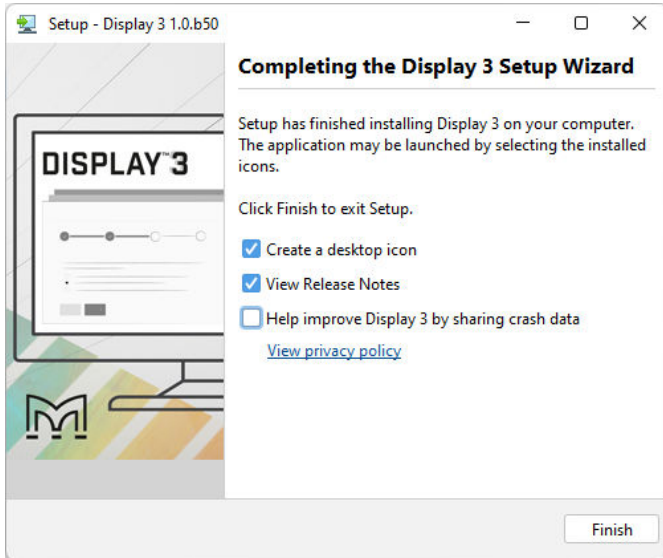 Setup - Display 3 1.0.b50
Completing the Display 3 Setup Wizard
DISPLAY™3
Setup has finished installing Display 3 on your computer.
The application may be launched by selecting the installed
icons.
Click Finish to exit Setup.
Create a desktop icon
View Release Notes
Help improve Display 3 by sharing crash data
View privacy policy
Finish